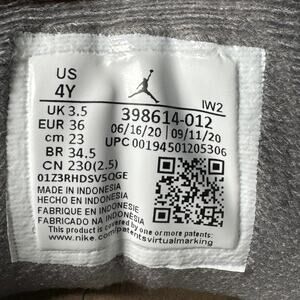 US
4Y
IW2
UK 3.5
EUR 36
cm 23
BR 34.5
CN 230(2.5)
398614-012
06/16/20 09/11/20
UPC 00194501205306
01Z3RHDSV5QGE
MADE IN INDONESIA
HECHO EN INDONESIA
FABRIQUE EN INDONESIE
FABRICADO NA INDONESIA
This product is covered by one or more patents:
www.nike.com/patentsvirtualmarking